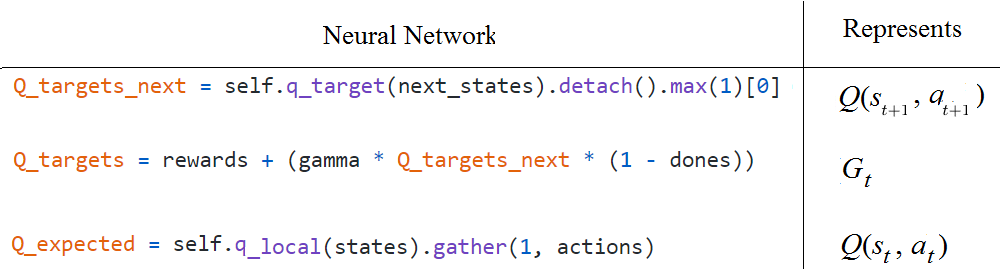 Neural Network Represents
Q_targets_next = self.q_target(next_states).detach().max(1)[0] Q(s_{t+1}, a_{t+1})
Q_targets = rewards + (gamma * Q_targets_next * (1 - dones)) G_t
Q_expected = self.q_local(states).gather(1, actions) Q(s_t, a_t)